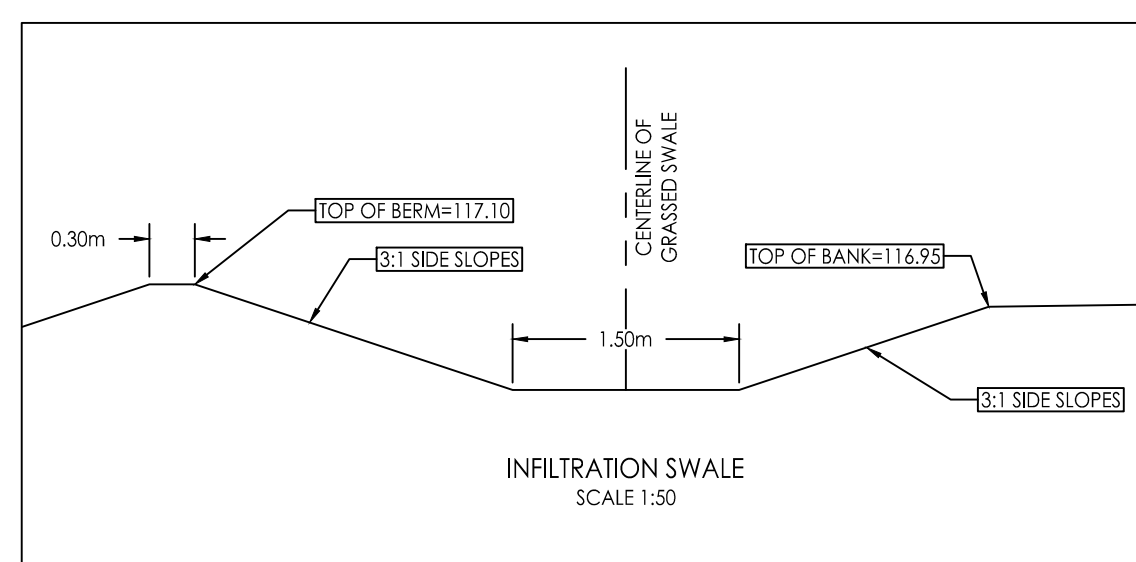 CENTERLINE OF
GRASSED SWALE
TOP OF BERM=117.10
0.30m
3:1 SIDE SLOPES
TOP OF BANK=116.95
1.50m
3:1 SIDE SLOPES
INFILTRATION SWALE
SCALE 1:50